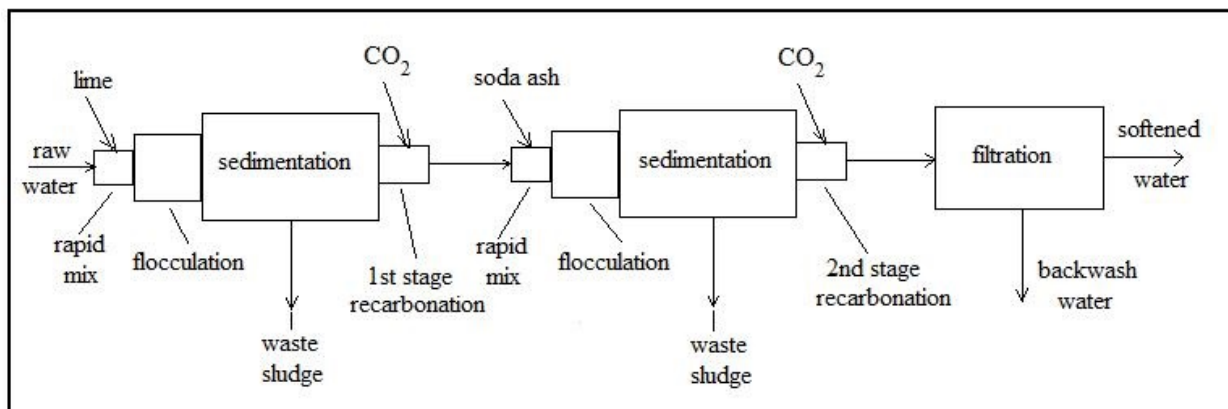 lime
CO2
soda ash
CO2
raw
water
sedimentation
sedimentation
filtration
softened
water
rapid
mix
flocculation
1st stage
recarbonation
rapid
mix
flocculation
2nd stage
recarbonation
backwash
water
waste
sludge
waste
sludge